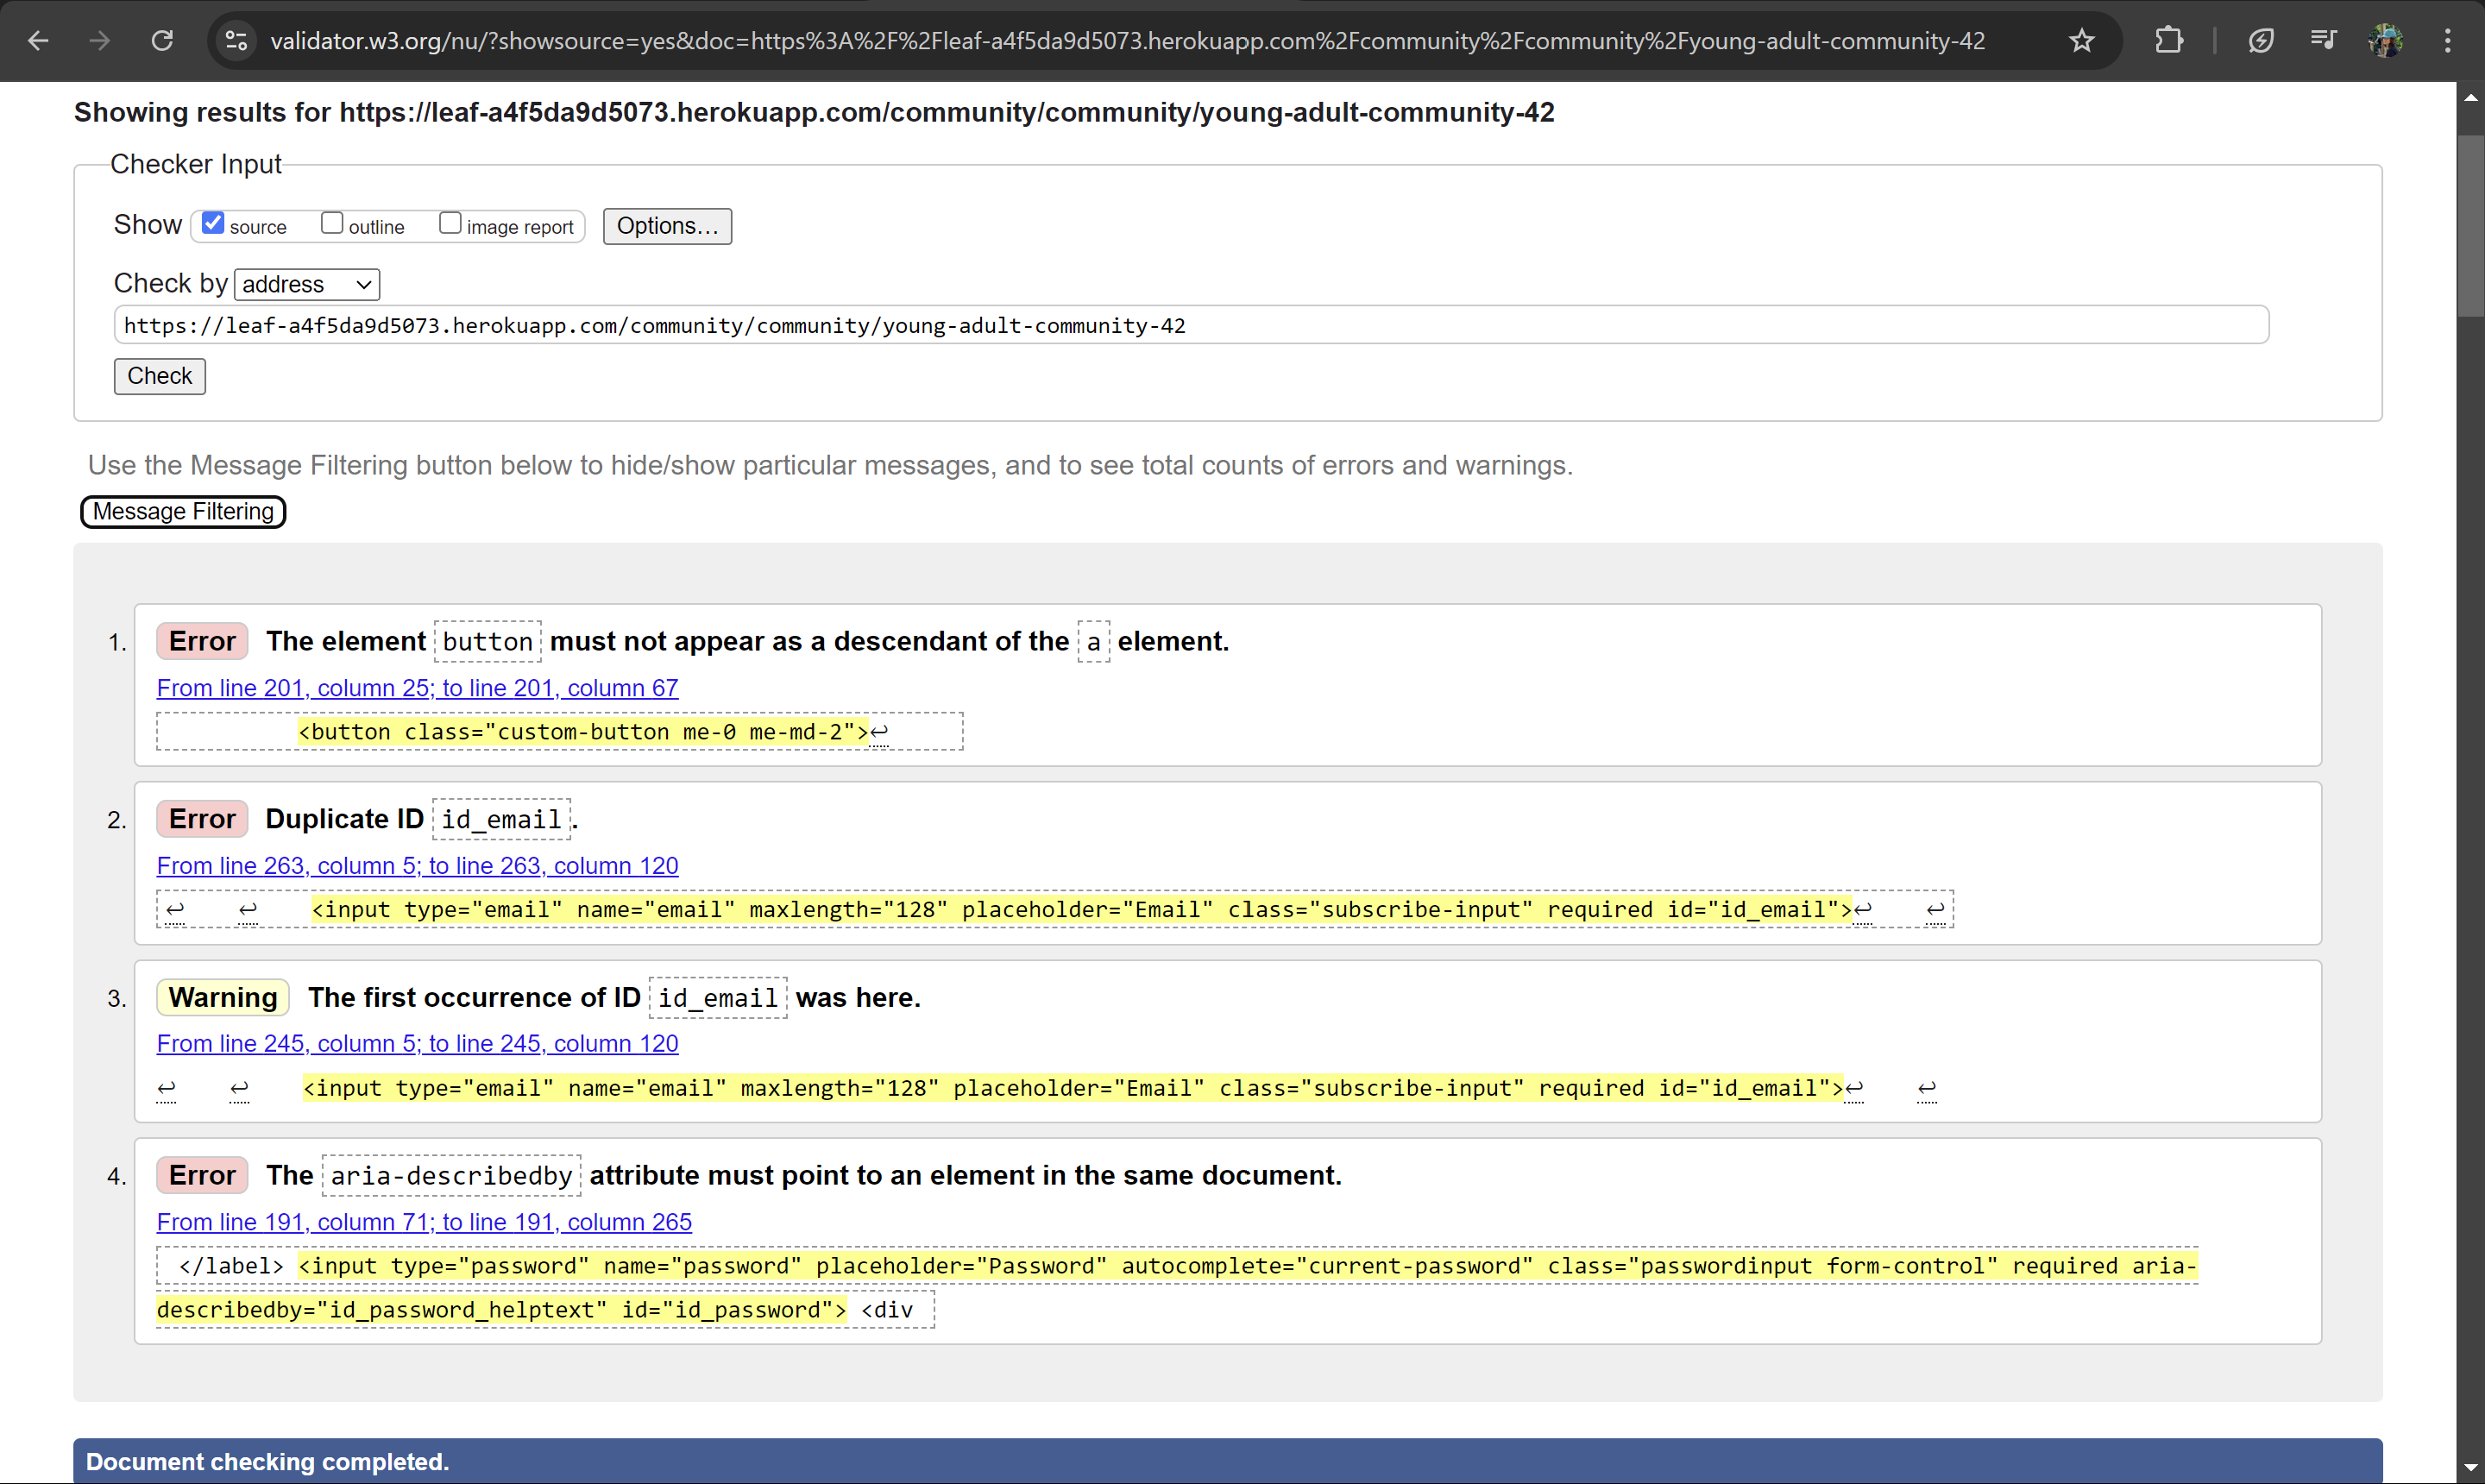 validator.w3.org/nu/?showsource=yes&doc=https%3A%2F%2Fleaf-a4f5da9d5073.herokuapp.com%2Fcommunity%2Fcommunity%2Fyoung-adult-community-42
Showing results for https://leaf-a4f5da9d5073.herokuapp.com/community/community/young-adult-community-42
Checker Input
Show source outline image report Options...
Check by address
https://leaf-a4f5da9d5073.herokuapp.com/community/community/young-adult-community-42
Check
Use the Message Filtering button below to hide/show particular messages, and to see total counts of errors and warnings.
Message Filtering
1. Error The element button must not appear as a descendant of the a element.
From line 201, column 25; to line 201, column 67
<button class="custom-button me-0 me-md-2">↩
2. Error Duplicate ID id_email.
From line 263, column 5; to line 263, column 120
↩ ↩ <input type="email" name="email" maxlength="128" placeholder="Email" class="subscribe-input" required id="id_email">↩ ↩
3. Warning The first occurrence of ID id_email was here.
From line 245, column 5; to line 245, column 120
↩ ↩ <input type="email" name="email" maxlength="128" placeholder="Email" class="subscribe-input" required id="id_email">↩ ↩
4. Error The aria-describedby attribute must point to an element in the same document.
From line 191, column 71; to line 191, column 265
</label> <input type="password" name="password" placeholder="Password" autocomplete="current-password" class="passwordinput form-control" required aria-
describedby="id_password_helptext" id="id_password"> <div
Document checking completed.